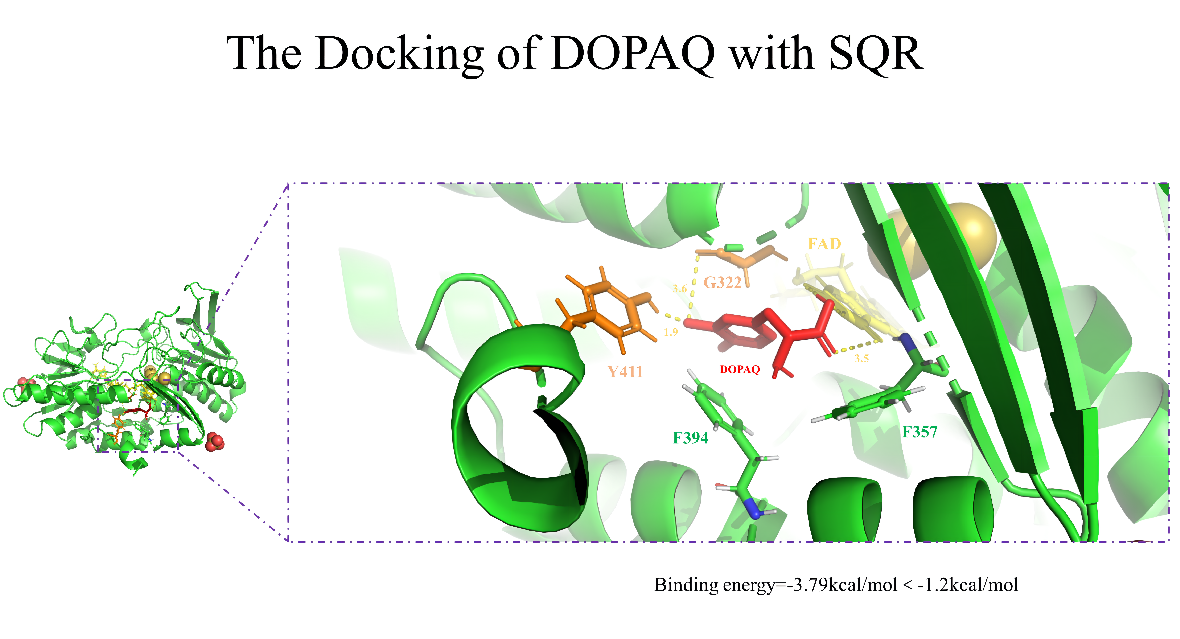 The Docking of DOPAQ with SQR
FAD
G322
3.6
1.9
Y411
DOPAQ
3.5
F394
F357
Binding energy=-3.79kcal/mol < -1.2kcal/mol